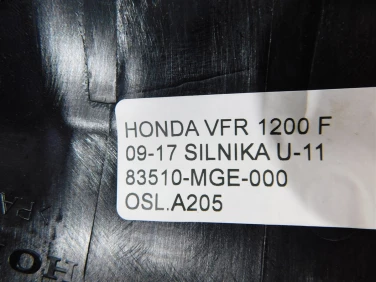 HONDA VFR 1200 F
09-17 SILNIKA U-11
83510-MGE-000
OSL.A205